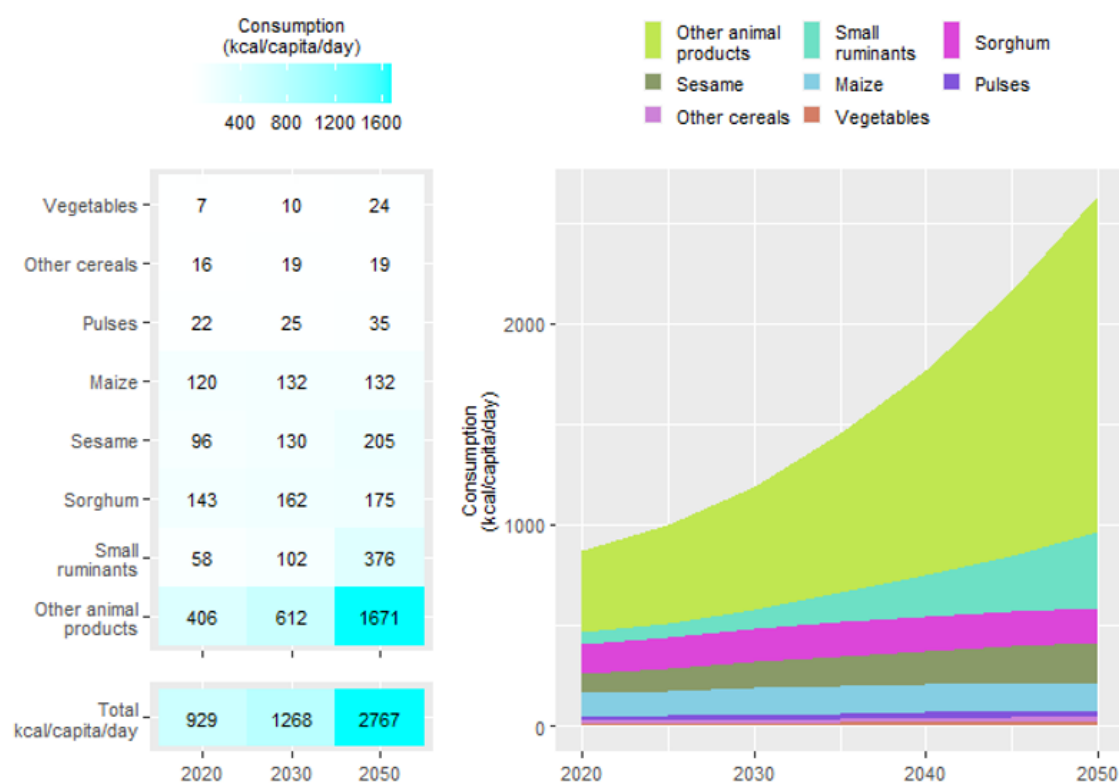 Consumption
(kcal/capita/day)
400 800 1200 1600
Other animal
products
Small
ruminants
Sorghum
Sesame
Maize
Pulses
Other cereals
Vegetables
Vegetables 7 10 24
Other cereals 16 19 19
Pulses 22 25 35
Maize 120 132 132
Sesame 96 130 205
Sorghum 143 162 175
Small
ruminants 58 102 376
Other animal
products 406 612 1671
Total
kcal/capita/day 929 1268 2767
2020 2030 2050
Consumption
(kcal/capita/day)
2000
1000
0
2020 2030 2040 2050